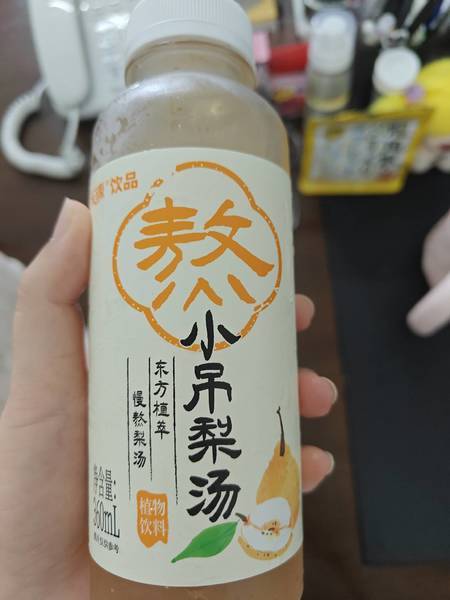 饮品
熬
小吊梨汤
东方植萃
慢熬梨汤
净含量:
360mL
植物
饮料